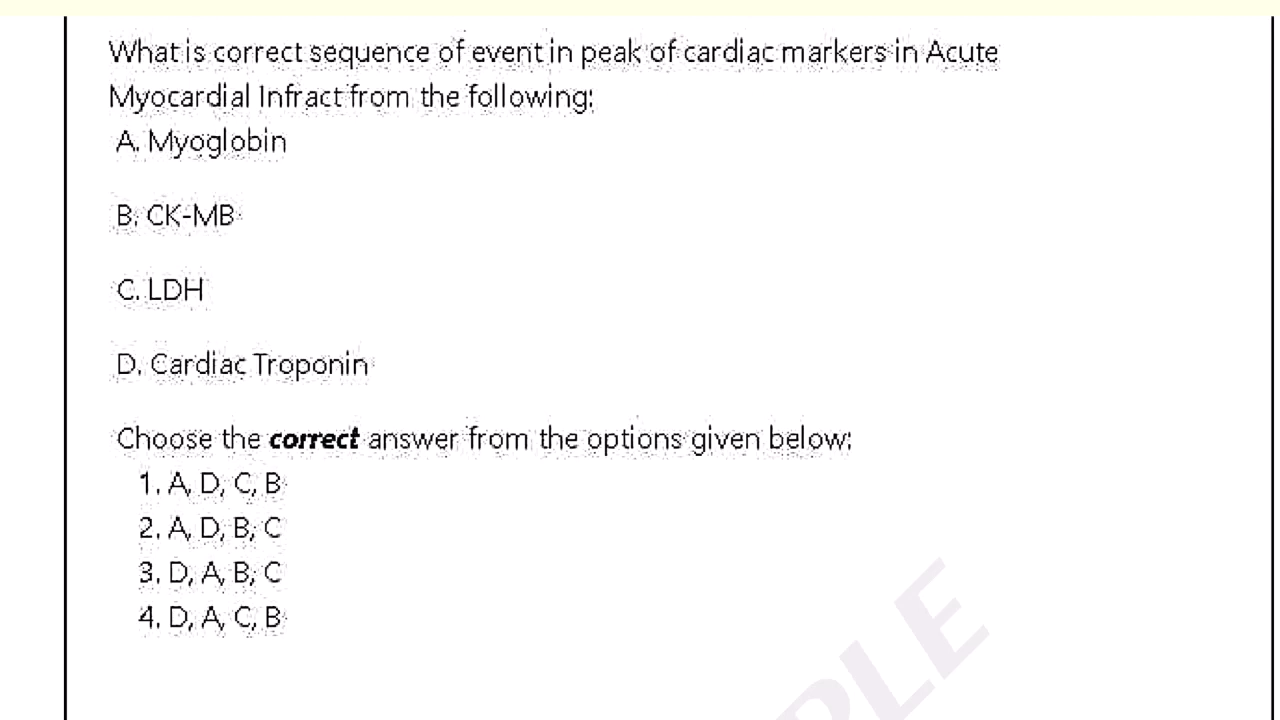 What is correct sequence of event in peak of cardiac markers in Acute
Myocardial Infract from the following:
A. Myoglobin
B. CK-MB
C. LDH
D. Cardiac Troponin
Choose the correct answer from the options given below:
1. A, D, C, B
2. A, D, B, C
3. D, A, B, C
4. D, A, C, B